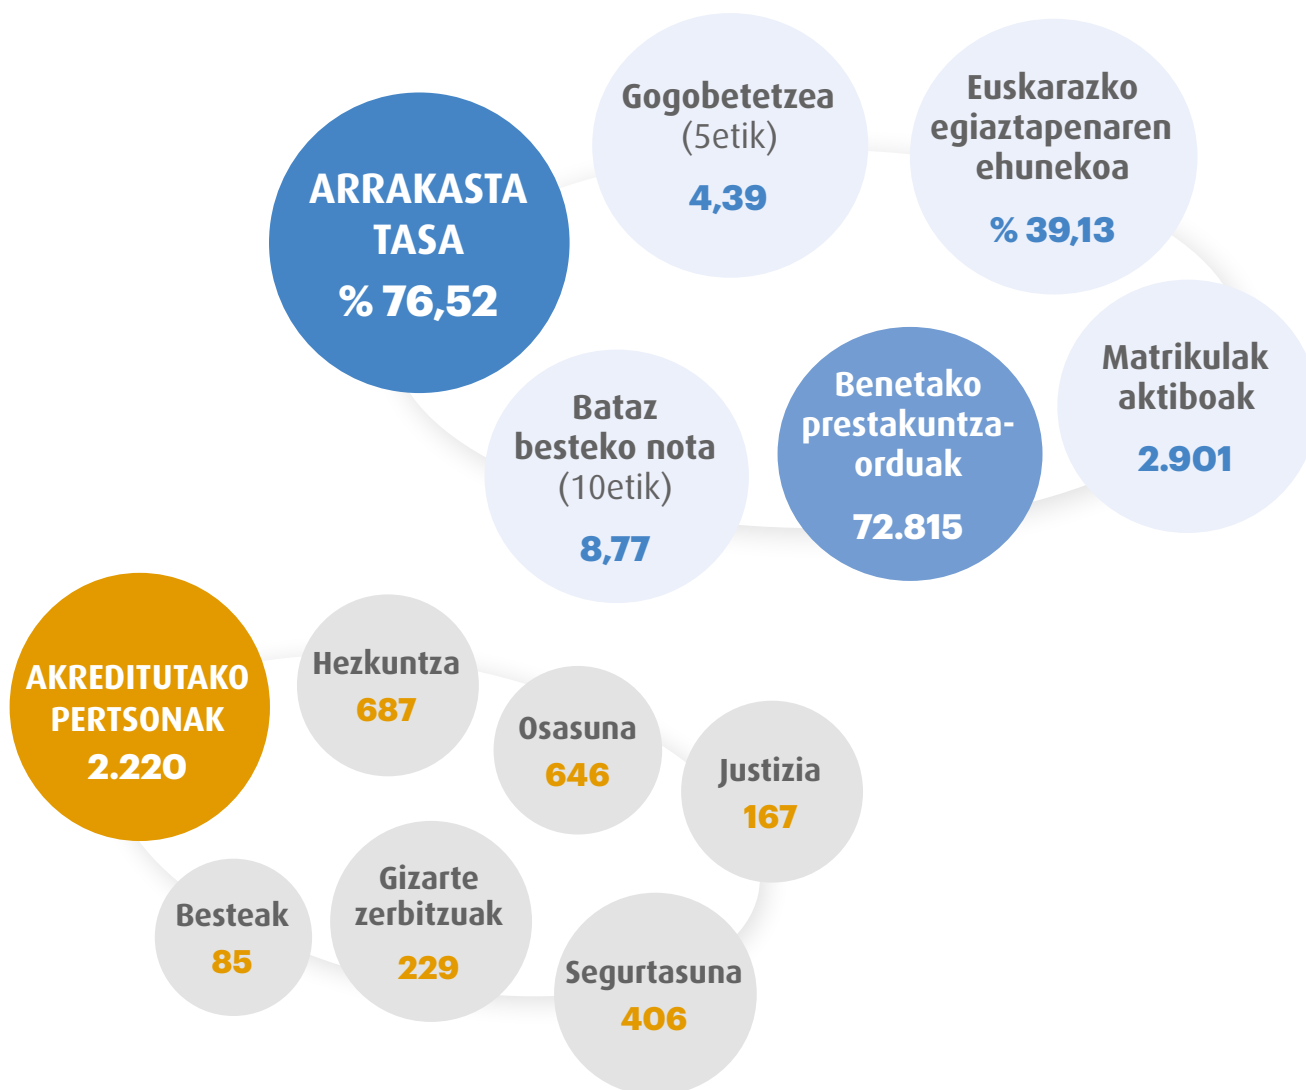 ARRAKASTA
TASA
% 76,52
Gogobetetzea
(5etik)
4,39
Euskarazko
egiaztapenaren
ehunekoa
% 39,13
Matrikulak
aktiboak
2.901
Benetako
prestakuntza-
orduak
72.815
Bataz
besteko nota
(10etik)
8,77
AKREDITUTAKO
PERTSONAK
2.220
Hezkuntza
687
Osasuna
646
Justizia
167
Segurtasuna
406
Gizarte
zerbitzuak
229
Besteak
85